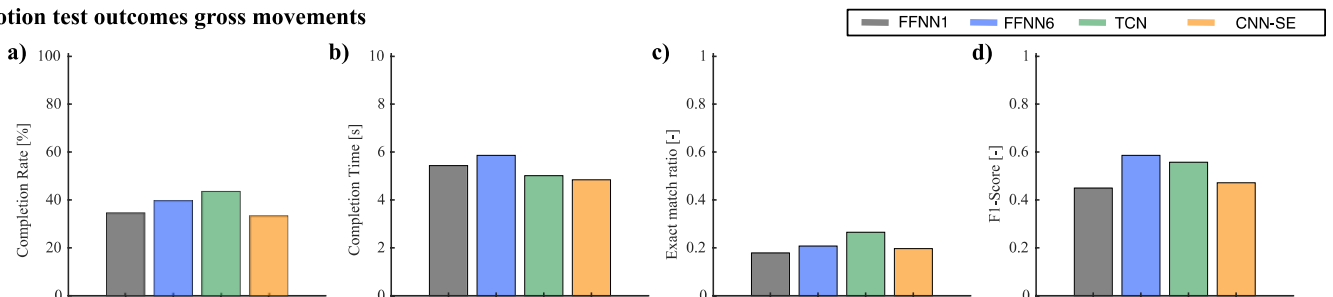 otion test outcomes gross movements
FFNN1 FFNN6 TCN CNN-SE
a)
Completion Rate [%]
100
80
60
40
20
0
b)
Completion Time [s]
10
8
6
4
2
0
c)
Exact match ratio [-]
1
0.8
0.6
0.4
0.2
0
d)
F1-Score [-]
1
0.8
0.6
0.4
0.2
0